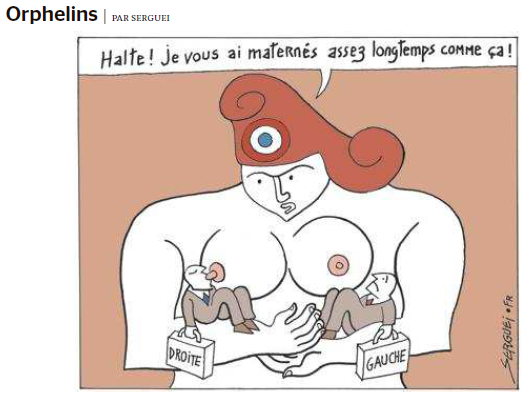 Orphelins | PAR SERGUEI
Halte ! je vous ai maternés assez longtemps comme ça !
DROITE
GAUCHE
SERGUEI • FR